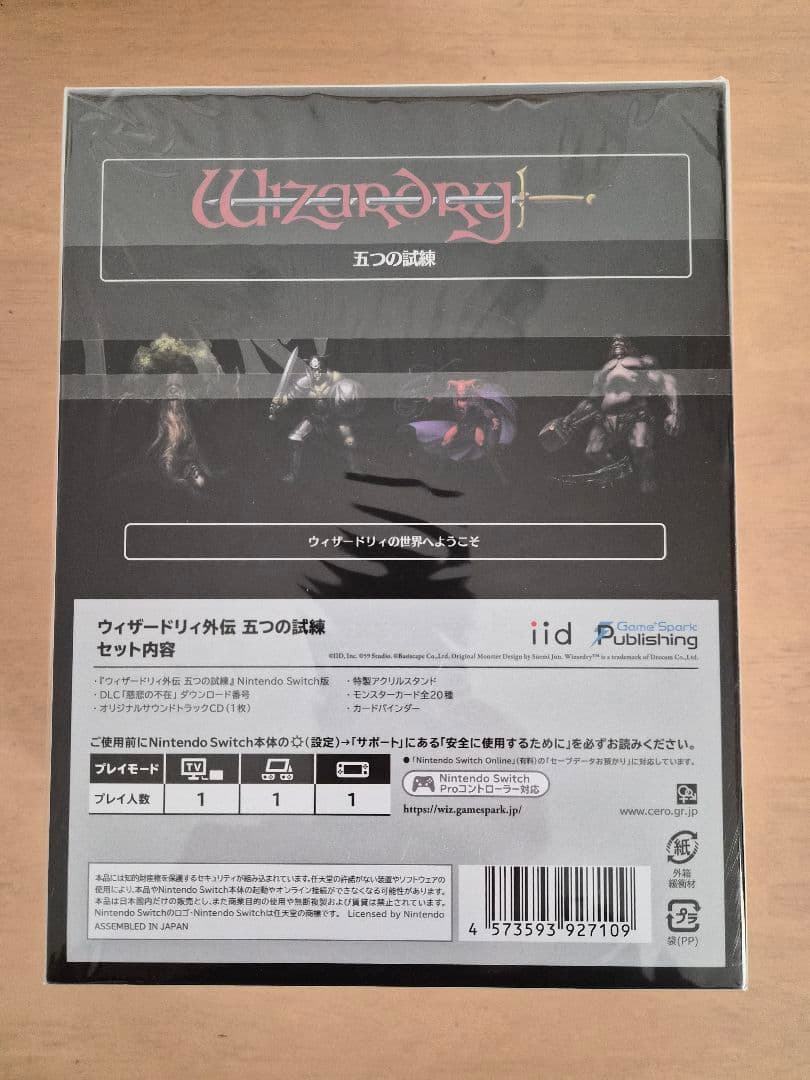 Wizardry
五つの試練
ウィザードリィの世界へようこそ
ウィザードリィ外伝 五つの試練
セット内容
iid
Game*Spark
Publishing
©IID, Inc. ©59 Studio. ©Basiscape Co.,Ltd. Original Monster Design by Suemi Jun. Wizardry™ is a trademark of Drecom Co.,Ltd.
・『ウィザードリィ外伝 五つの試練』 Nintendo Switch版
・DLC「慈悲の不在」 ダウンロード番号
・オリジナルサウンドトラックCD(1枚)
・特製アクリルスタンド
・モンスターカード全20種
・カードバインダー
ご使用前にNintendo Switch本体の(設定)→「サポート」にある「安全に使用するために」を必ずお読みください。
プレイモード TV
プレイ人数 1 1 1
●「Nintendo Switch Online」(有料)の「セーブデータお預かり」に対応しています。
Nintendo Switch
Proコントローラー対応
https://wiz.gamespark.jp/
www.cero.gr.jp
本品には知的財産権を保護するセキュリティが組み込まれています。任天堂の許諾がない装置やソフトウェアの
使用により、本品やNintendo Switch本体の起動やオンライン接続ができなくなる可能性があります。
本品は日本国内だけの販売とし、また商業目的の使用や無断複製および賃貸は禁止されています。
Nintendo Switchのロゴ・Nintendo Switchは任天堂の商標です。 Licensed by Nintendo
ASSEMBLED IN JAPAN
4 573593 927109
紙
外箱
緩衝材
プラ
袋(PP)